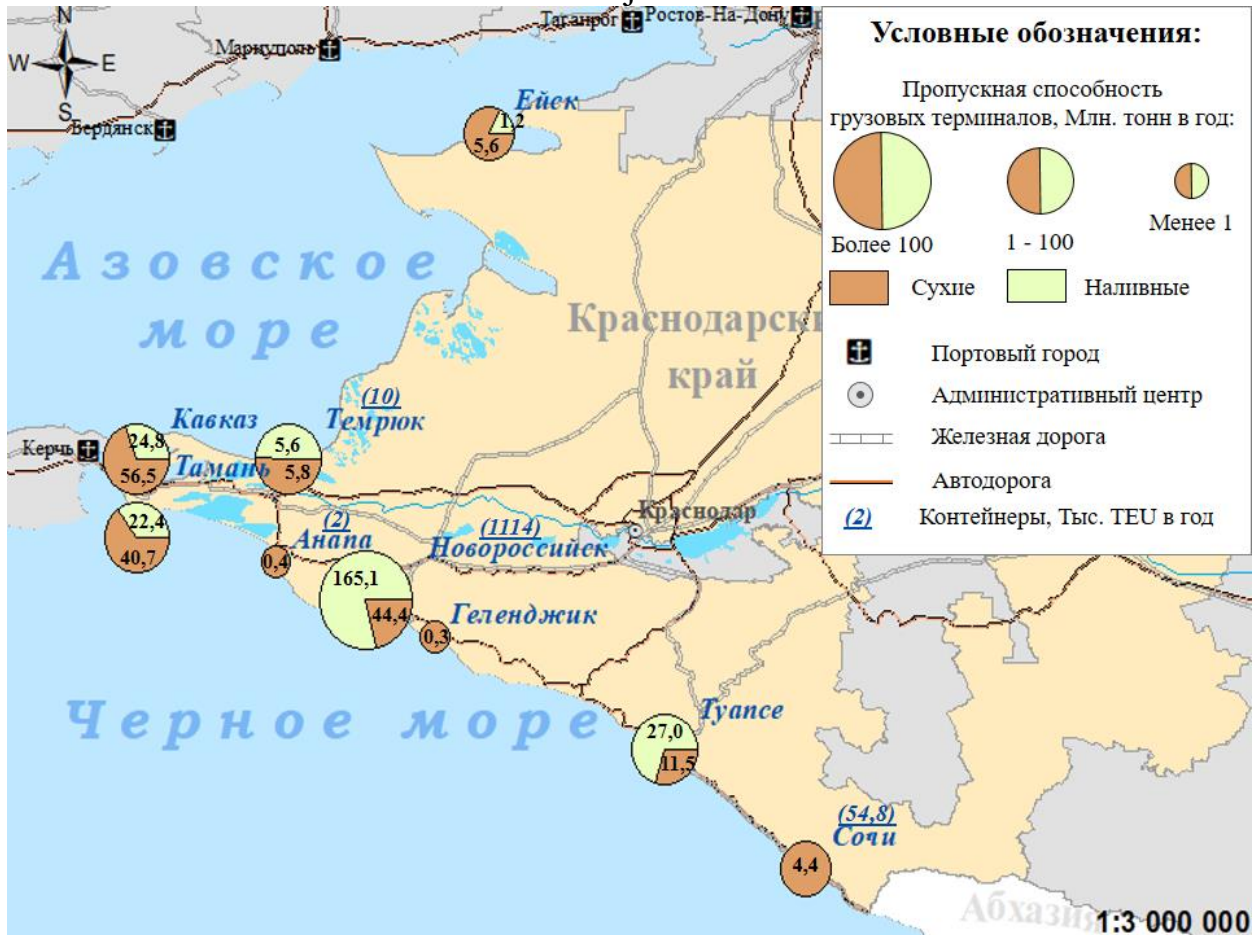 N
W
E
S
Таганрог
Ростов-На-Дону
Мариуполь
Бердянск
Ейск
1,2
5,6
Азовское
море
Краснодарски
край
(10)
Темрюк
Кавказ
24,8
56,5
Керчь
5,6
5,8
Тамань
22,4
40,7
(2)
Анапа
0,4
(1114)
Новороссийск
Краснодар
165,1
44,4
Геленджик
0,3
Черное море
Туапсе
27,0
11,5
(54,8)
Сочи
4,4
Абхазия
1:3 000 000
Условные обозначения:
Пропускная способность
грузовых терминалов, Млн. тонн в год:
Более 100
1 - 100
Менее 1
Сухие
Наливные
Портовый город
Административный центр
Железная дорога
Автодорога
(2)
Контейнеры, Тыс. TEU в год